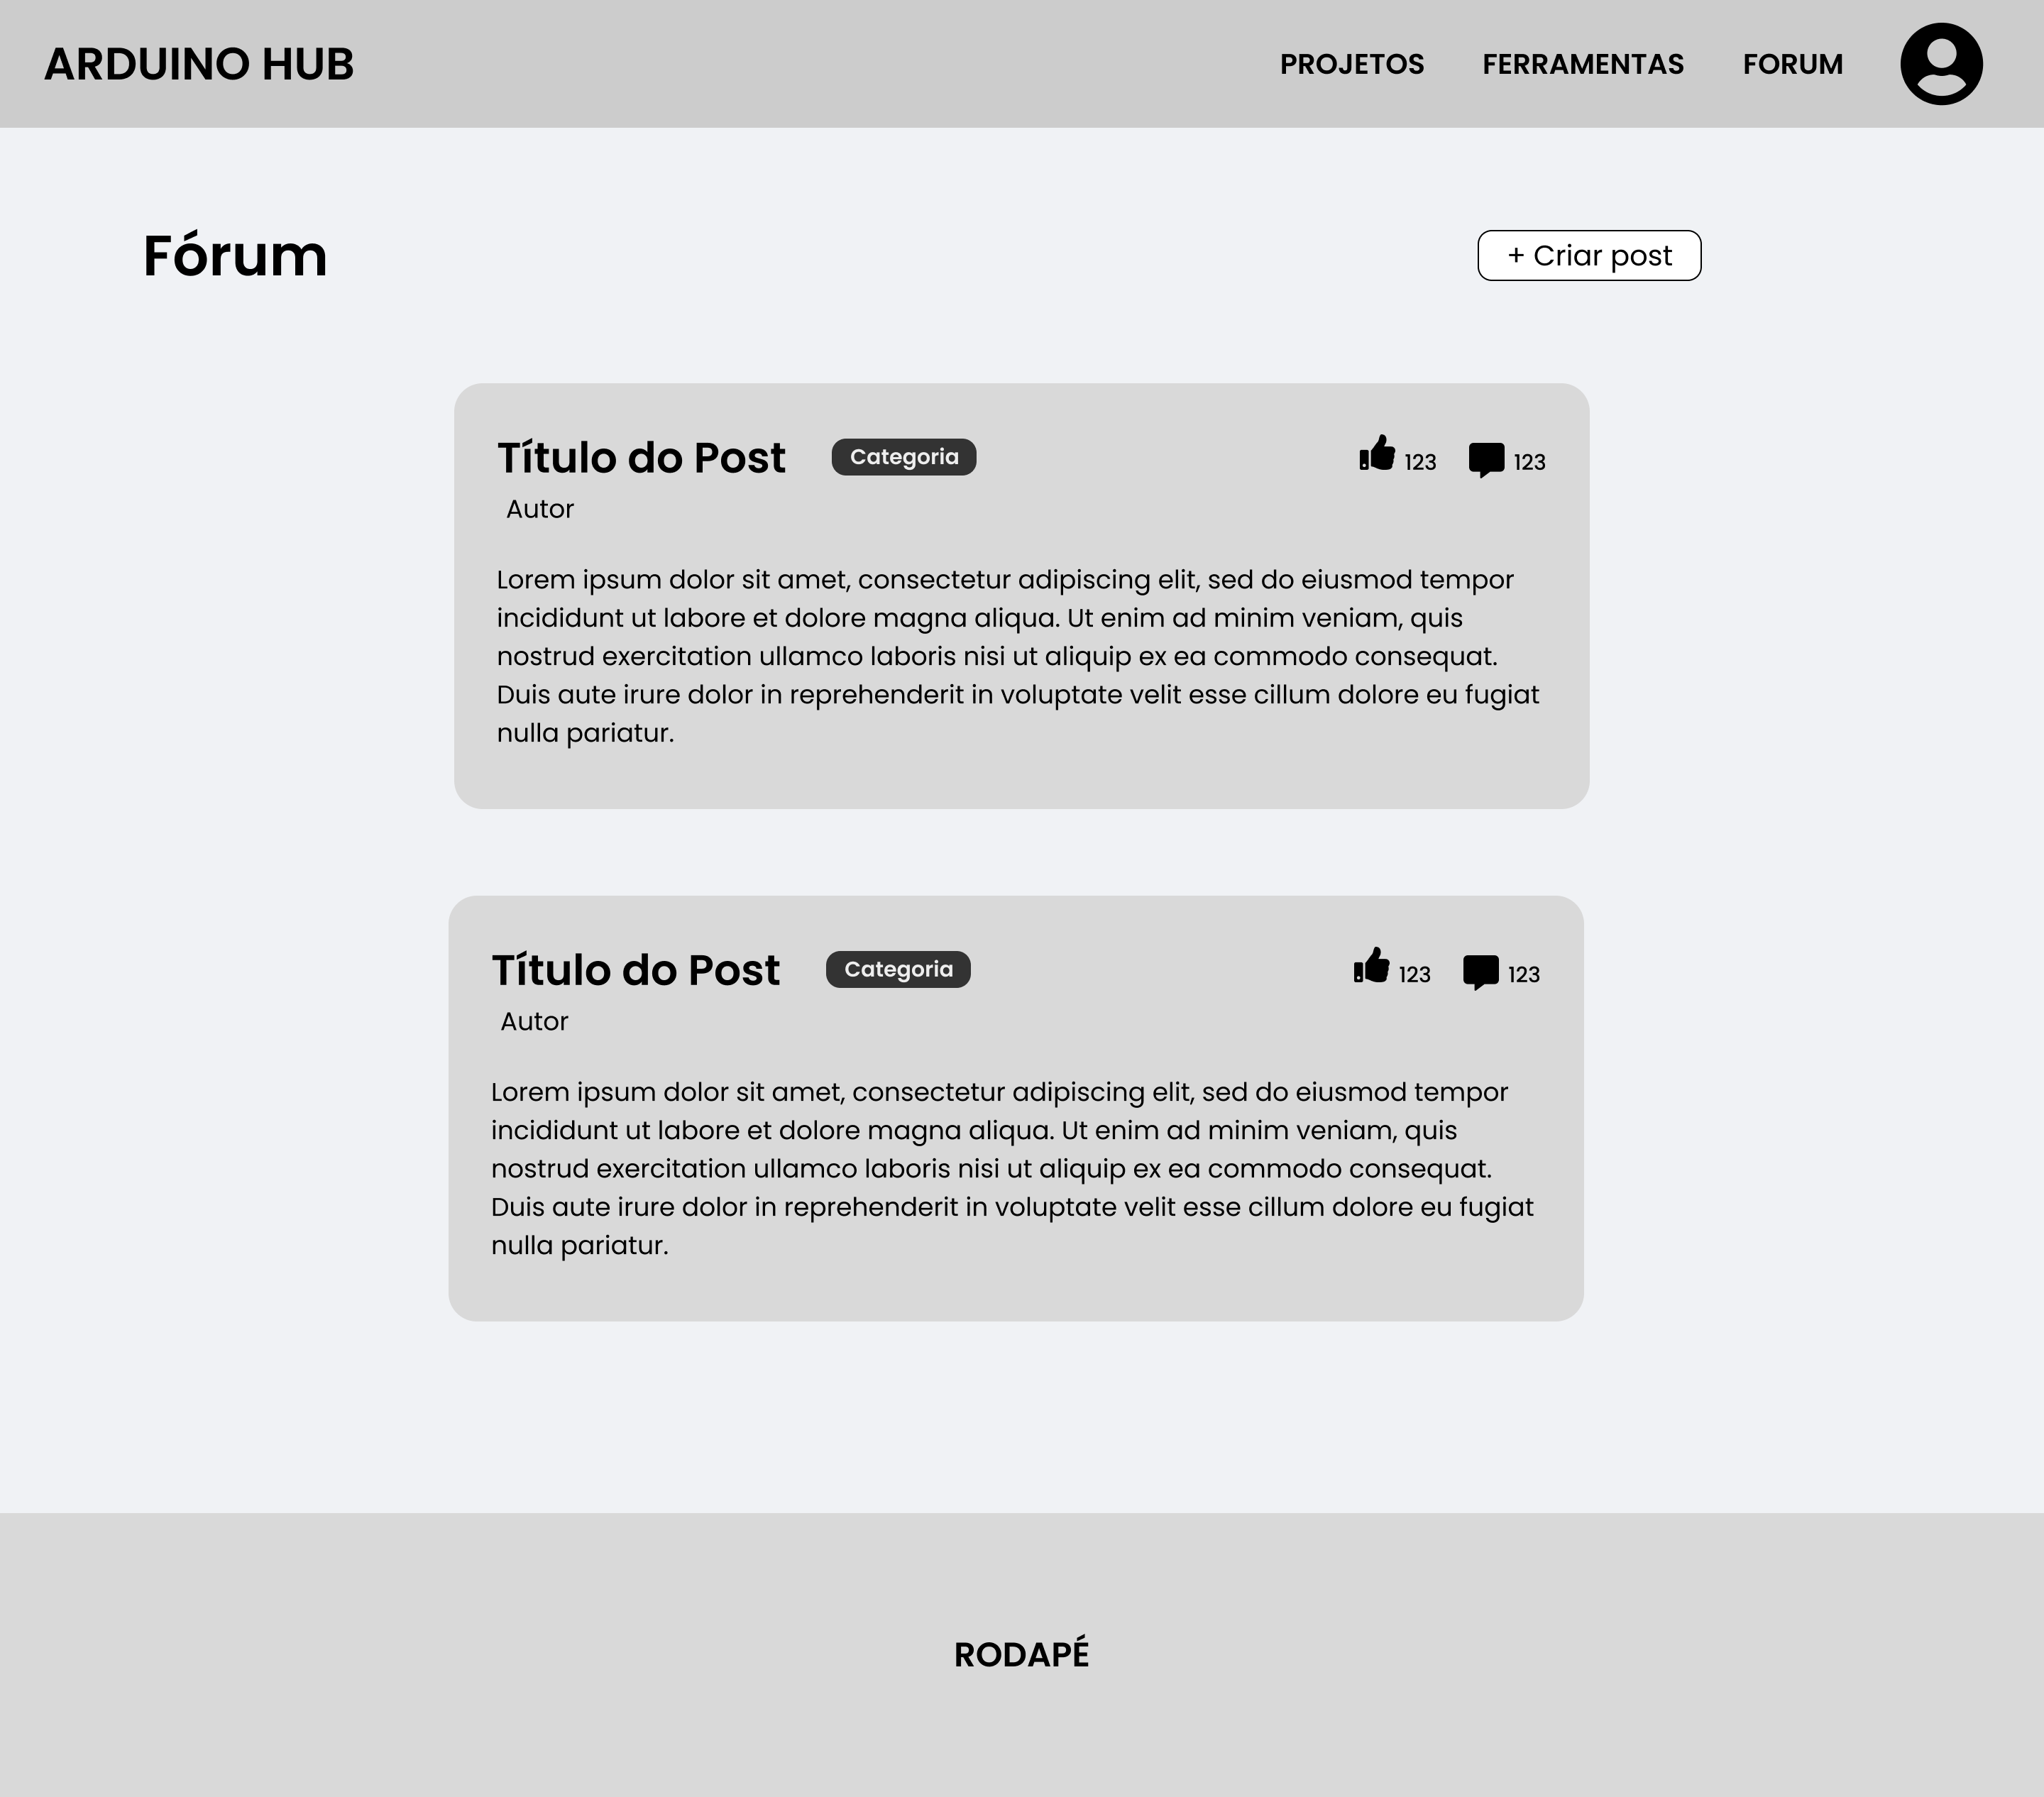 ARDUINO HUB
PROJETOS FERRAMENTAS FORUM
Fórum
+ Criar post
Título do Post
Categoria
123 123
Autor
Lorem ipsum dolor sit amet, consectetur adipiscing elit, sed do eiusmod tempor
incididunt ut labore et dolore magna aliqua. Ut enim ad minim veniam, quis
nostrud exercitation ullamco laboris nisi ut aliquip ex ea commodo consequat.
Duis aute irure dolor in reprehenderit in voluptate velit esse cillum dolore eu fugiat
nulla pariatur.
Título do Post
Categoria
123 123
Autor
Lorem ipsum dolor sit amet, consectetur adipiscing elit, sed do eiusmod tempor
incididunt ut labore et dolore magna aliqua. Ut enim ad minim veniam, quis
nostrud exercitation ullamco laboris nisi ut aliquip ex ea commodo consequat.
Duis aute irure dolor in reprehenderit in voluptate velit esse cillum dolore eu fugiat
nulla pariatur.
RODAPÉ